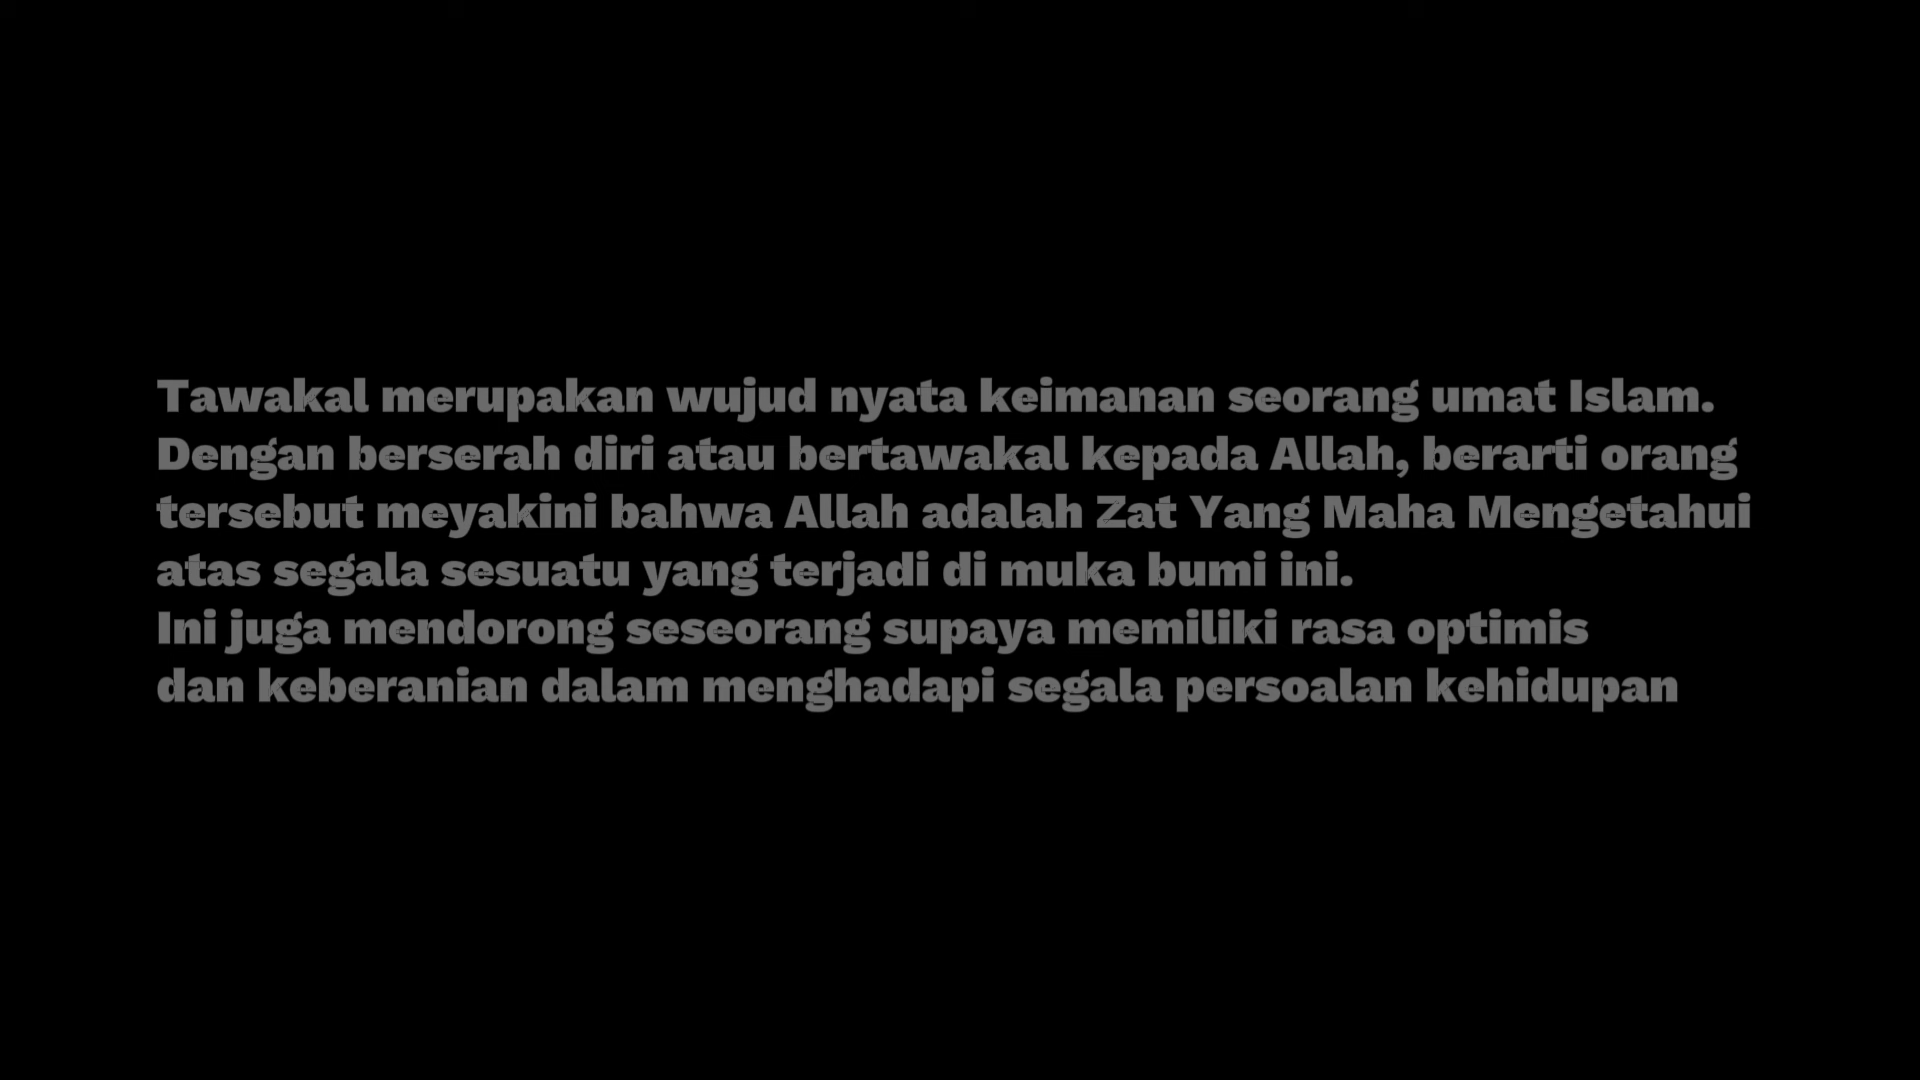 Tawakal merupakan wujud nyata keimanan seorang umat Islam.
Dengan berserah diri atau bertawakal kepada Allah, berarti orang
tersebut meyakini bahwa Allah adalah Zat Yang Maha Mengetahui
atas segala sesuatu yang terjadi di muka bumi ini.
Ini juga mendorong seseorang supaya memiliki rasa optimis
dan keberanian dalam menghadapi segala persoalan kehidupan